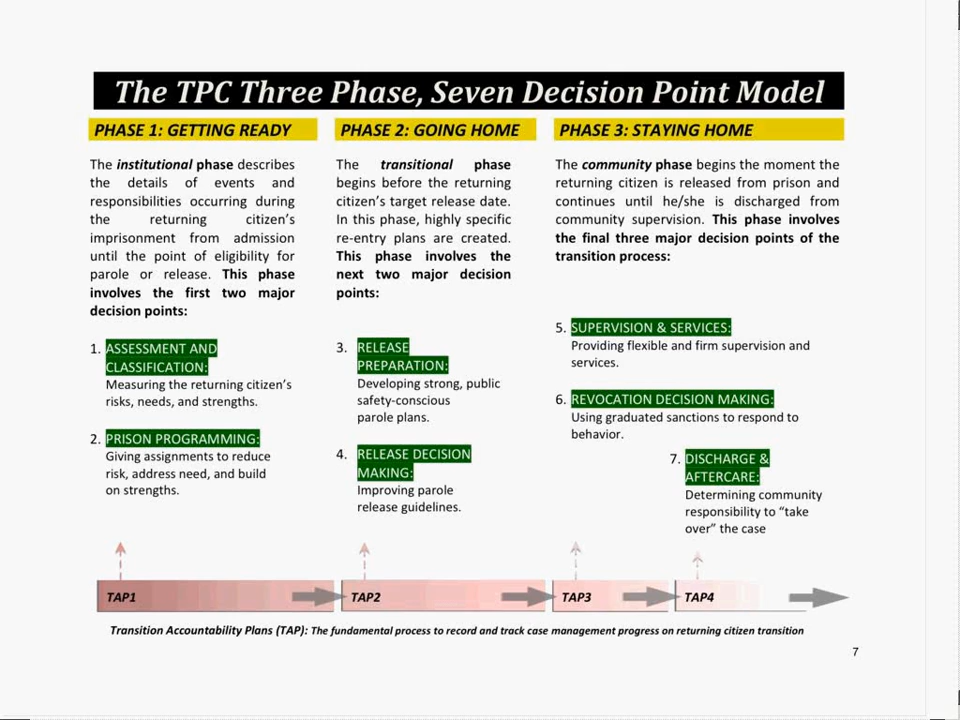 The TPC Three Phase, Seven Decision Point Model
PHASE 1: GETTING READY
The institutional phase describes
the details of events and
responsibilities occurring during
the returning citizen’s
imprisonment from admission
until the point of eligibility for
parole or release. This phase
involves the first two major
decision points:
1. ASSESSMENT AND
CLASSIFICATION:
Measuring the returning citizen’s
risks, needs, and strengths.
2. PRISON PROGRAMMING:
Giving assignments to reduce
risk, address need, and build
on strengths.
PHASE 2: GOING HOME
The transitional phase
begins before the returning
citizen’s target release date.
In this phase, highly specific
re-entry plans are created.
This phase involves the
next two major decision
points:
3. RELEASE
PREPARATION:
Developing strong, public
safety-conscious
parole plans.
4. RELEASE DECISION
MAKING:
Improving parole
release guidelines.
PHASE 3: STAYING HOME
The community phase begins the moment the
returning citizen is released from prison and
continues until he/she is discharged from
community supervision. This phase involves
the final three major decision points of the
transition process:
5. SUPERVISION & SERVICES:
Providing flexible and firm supervision and
services.
6. REVOCATION DECISION MAKING:
Using graduated sanctions to respond to
behavior.
7. DISCHARGE &
AFTERCARE:
Determining community
responsibility to “take
over” the case
TAP1
TAP2
TAP3
TAP4
Transition Accountability Plans (TAP): The fundamental process to record and track case management progress on returning citizen transition
7